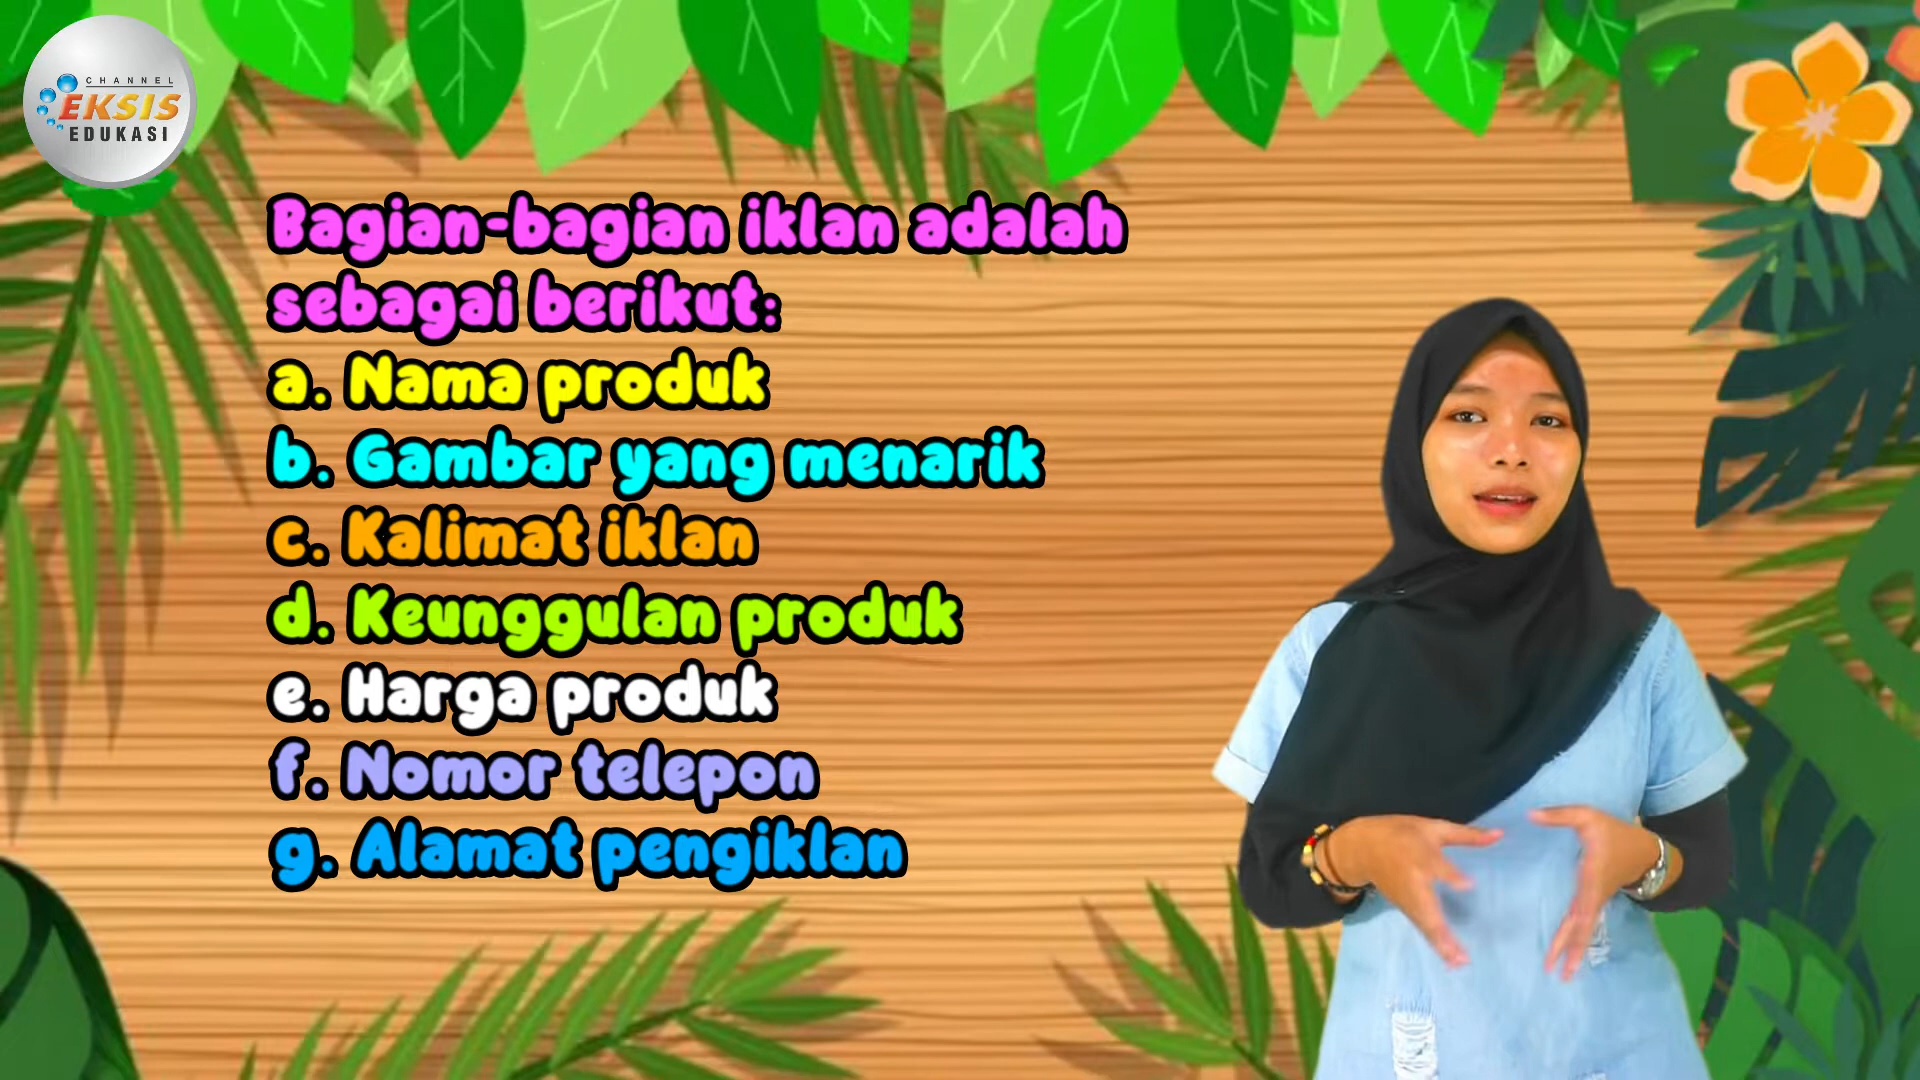 CHANNEL
EKSIS
EDUKASI
Bagian-bagian iklan adalah
sebagai berikut:
a. Nama produk
b. Gambar yang menarik
c. Kalimat iklan
d. Keunggulan produk
e. Harga produk
f. Nomor telepon
g. Alamat pengiklan